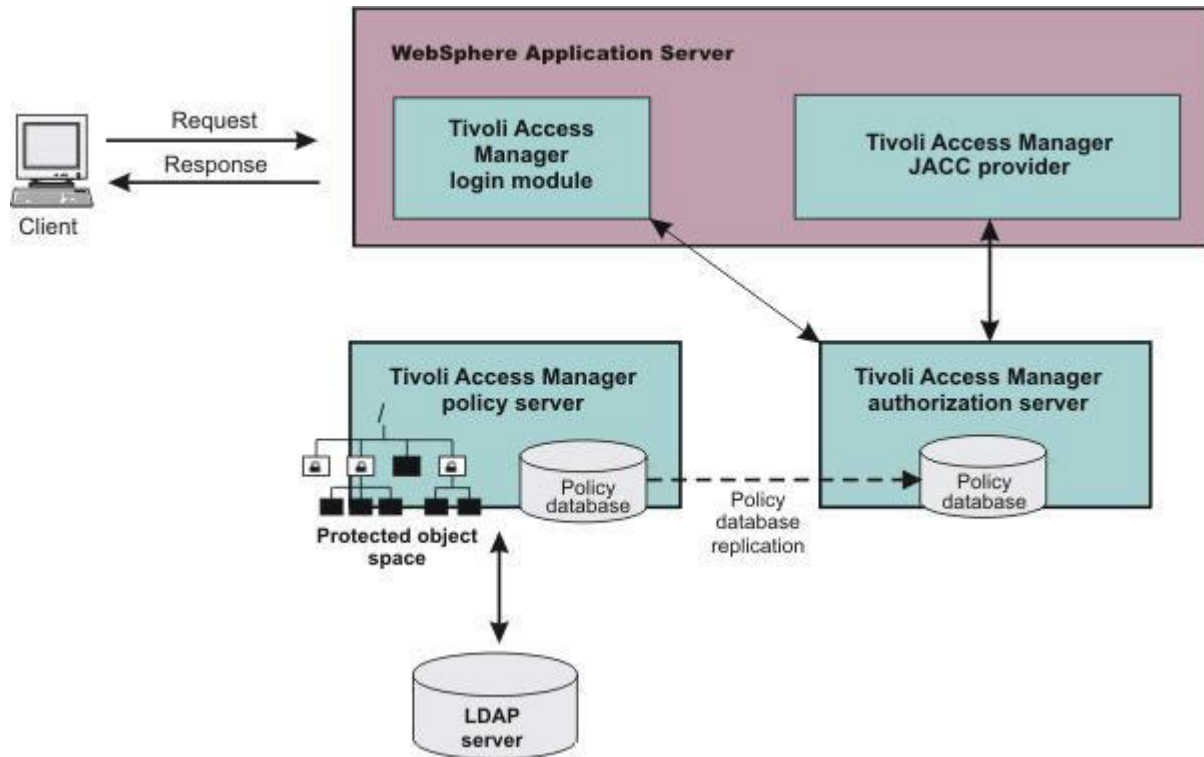 WebSphere Application Server
Tivoli Access
Manager
login module
Tivoli Access Manager
JACC provider
Request
Response
Client
Tivoli Access Manager
policy server
/
Policy
database
Protected object
space
Policy
database
replication
Tivoli Access Manager
authorization server
Policy
database
LDAP
server